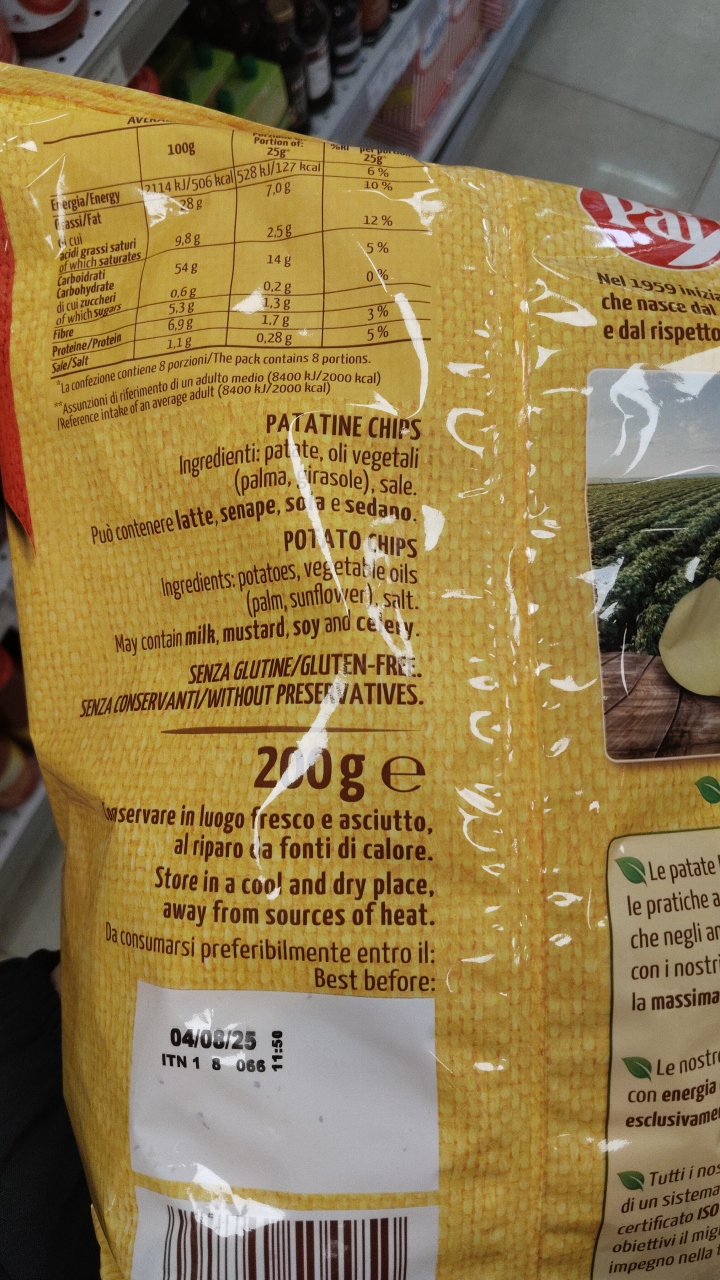 100g
Portion of:
25g*
25g*
Energia/Energy 2114 kJ/506 kcal 528 kJ/127 kcal 6 %
Grassi/Fat 28 g 7,0 g 10 %
di cui
acidi grassi saturi
of which saturates 9,8 g 2,5 g 12 %
Carboidrati
Carbohydrate 54 g 14 g 5 %
di cui zuccheri
of which sugars 0,6 g 0,2 g 0 %
Fibre 5,3 g 1,3 g
Proteine/Protein 6,9 g 1,7 g 3 %
Sale/Salt 1,1 g 0,28 g 5 %
*La confezione contiene 8 porzioni/The pack contains 8 portions.
**Assunzioni di riferimento di un adulto medio (8400 kJ/2000 kcal)
/Reference intake of an average adult (8400 kJ/2000 kcal)
PATATINE CHIPS
Ingredienti: patate, oli vegetali
(palma, girasole), sale.
Può contenere latte, senape, soia e sedano.
POTATO CHIPS
Ingredients: potatoes, vegetable oils
(palm, sunflower), salt.
May contain milk, mustard, soy and celery.
SENZA GLUTINE/GLUTEN-FREE.
SENZA CONSERVANTI/WITHOUT PRESERVATIVES.
200 g e
Conservare in luogo fresco e asciutto,
al riparo da fonti di calore.
Store in a cool and dry place,
away from sources of heat.
Da consumarsi preferibilmente entro il:
Best before:
04/08/25
ITN 1 8 066 11:50
Pai
Nel 1959 inizia
che nasce dal
e dal rispetto
Le patate
le pratiche a
che negli an
con i nostri
la massima
Le nostre
con energia
esclusivame
Tutti i nos
di un sistema
certificato ISO
obiettivi il mig
impegno nella